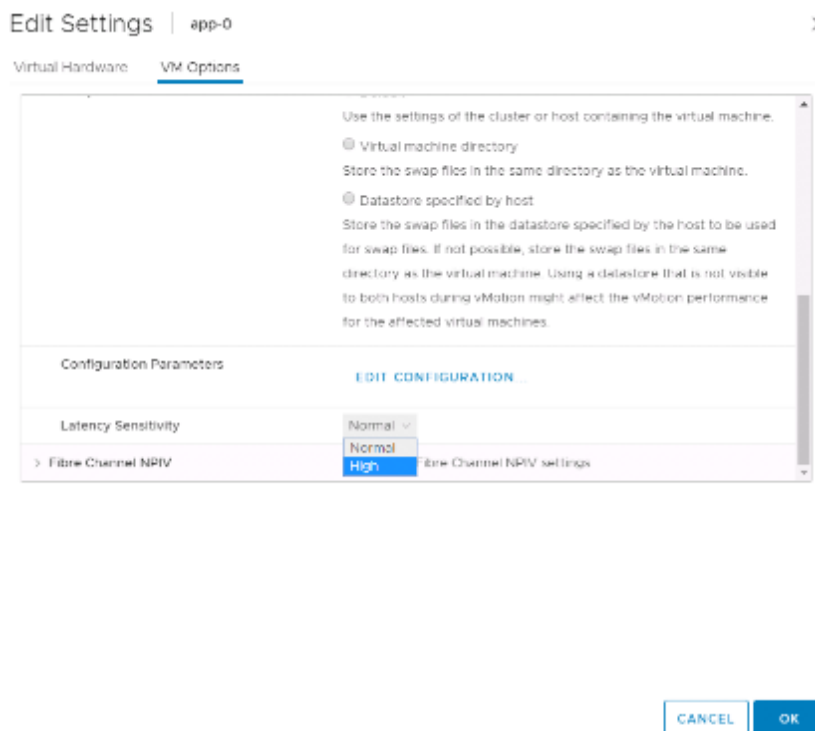 Edit Settings | app-0
Virtual Hardware VM Options
Use the settings of the cluster or host containing the virtual machine.
Virtual machine directory
Store the swap files in the same directory as the virtual machine.
Datastore specified by host
Store the swap files in the datastore specified by the host to be used
for swap files. If not possible, store the swap files in the same
directory as the virtual machine. Using a datastore that is not visible
to both hosts during vMotion might affect the vMotion performance
for the affected virtual machines.
Configuration Parameters
EDIT CONFIGURATION...
Latency Sensitivity Normal
Normal
High
> Fibre Channel NPIV Fibre Channel NPIV settings
CANCEL OK